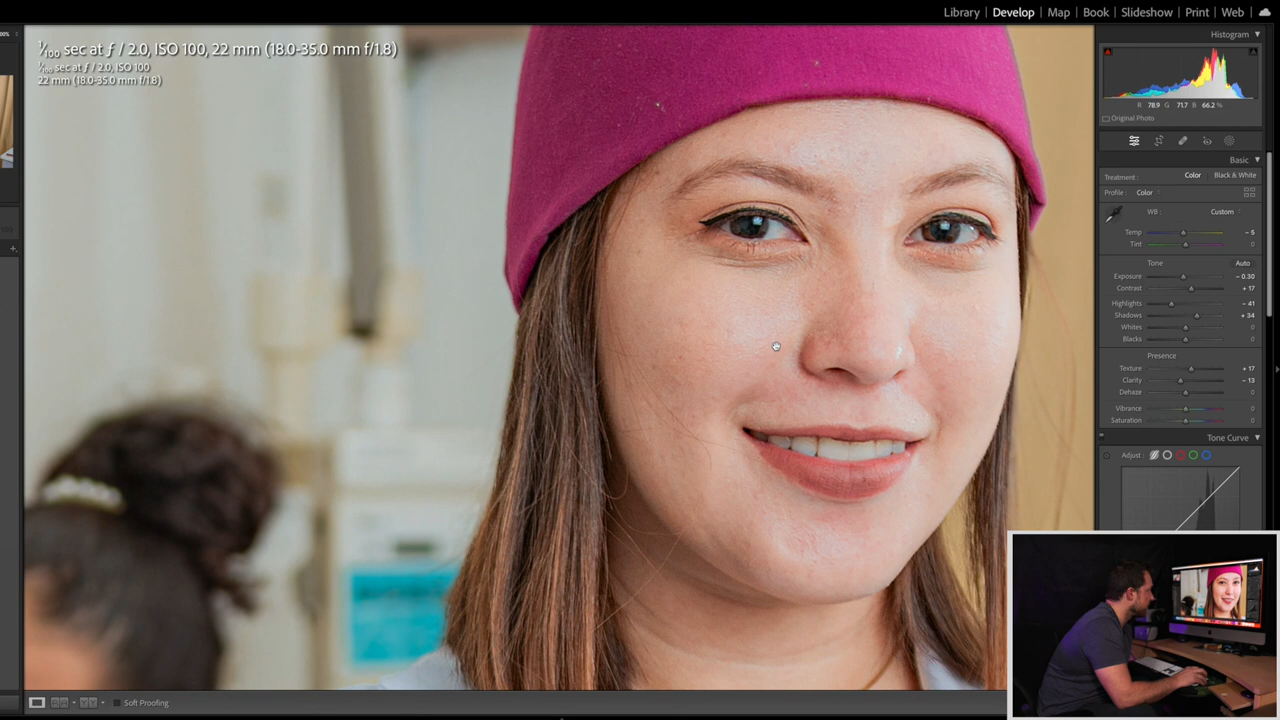 Library | Develop | Map | Book | Slideshow | Print | Web
1/100 sec at ƒ / 2.0, ISO 100, 22 mm (18.0-35.0 mm f/1.8)
1/100 sec at ƒ / 2.0, ISO 100
22 mm (18.0-35.0 mm f/1.8)
Histogram
R 78.9 G 71.7 B 66.2 %
Original Photo
Basic
Treatment : Color Black & White
Profile : Color
WB : Custom
Temp - 5
Tint 0
Tone Auto
Exposure - 0.30
Contrast + 17
Highlights - 41
Shadows + 34
Whites 0
Blacks 0
Presence
Texture + 17
Clarity - 13
Dehaze 0
Vibrance 0
Saturation 0
Tone Curve
Adjust :
Soft Proofing